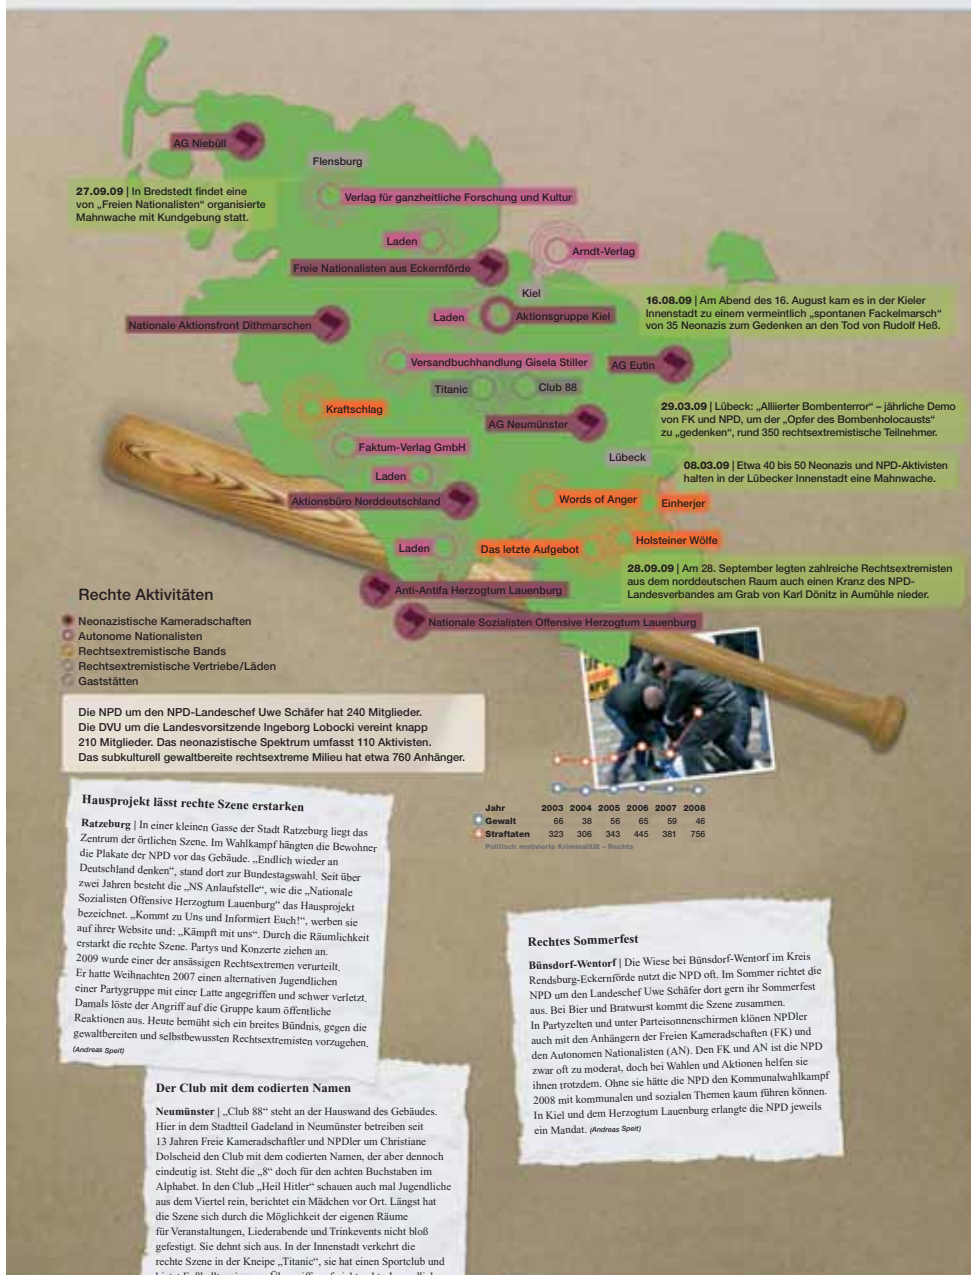 AG Niebüll
Flensburg
27.09.09 | In Bredstedt findet eine
von „Freien Nationalisten“ organisierte
Mahnwache mit Kundgebung statt.
Verlag für ganzheitliche Forschung und Kultur
Laden
Arndt-Verlag
Freie Nationalisten aus Eckernförde
Kiel
16.08.09 | Am Abend des 16. August kam es in der Kieler
Innenstadt zu einem vermeintlich „spontanen Fackelmarsch“
von 35 Neonazis zum Gedenken an den Tod von Rudolf Heß.
Laden
Aktionsgruppe Kiel
Nationale Aktionsfront Dithmarschen
Versandbuchhandlung Gisela Stiller
AG Eutin
Titanic
Club 88
Kraftschlag
29.03.09 | Lübeck: „Alliierter Bombenterror“ – jährliche Demo
von FK und NPD, um der „Opfer des Bombenholocausts“
zu „gedenken“, rund 350 rechtsextremistische Teilnehmer.
AG Neumünster
Faktum-Verlag GmbH
Lübeck
08.03.09 | Etwa 40 bis 50 Neonazis und NPD-Aktivisten
halten in der Lübecker Innenstadt eine Mahnwache.
Laden
Aktionsbüro Norddeutschland
Words of Anger
Einherjer
Laden
Das letzte Aufgebot
Holsteiner Wölfe
28.09.09 | Am 28. September legten zahlreiche Rechtsextremisten
aus dem norddeutschen Raum auch einen Kranz des NPD-
Landesverbandes am Grab von Karl Dönitz in Aumühle nieder.
Anti-Antifa Herzogtum Lauenburg
Nationale Sozialisten Offensive Herzogtum Lauenburg
Rechte Aktivitäten
Neonazistische Kameradschaften
Autonome Nationalisten
Rechtsextremistische Bands
Rechtsextremistische Vertriebe/Läden
Gaststätten
Die NPD um den NPD-Landeschef Uwe Schäfer hat 240 Mitglieder.
Die DVU um die Landesvorsitzende Ingeborg Lobocki vereint knapp
210 Mitglieder. Das neonazistische Spektrum umfasst 110 Aktivisten.
Das subkulturell gewaltbereite rechtsextreme Milieu hat etwa 760 Anhänger.
Jahr 2003 2004 2005 2006 2007 2008
Gewalt 66 38 56 65 59 46
Straftaten 323 306 343 445 381 756
Politisch motivierte Kriminalität – Rechts
Hausprojekt lässt rechte Szene erstarken
Ratzeburg | In einer kleinen Gasse der Stadt Ratzeburg liegt das
Zentrum der örtlichen Szene. Im Wahlkampf hängten die Bewohner
die Plakate der NPD vor das Gebäude. „Endlich wieder an
Deutschland denken“, stand dort zur Bundestagswahl. Seit über
zwei Jahren besteht die „NS Anlaufstelle“, wie die „Nationale
Sozialisten Offensive Herzogtum Lauenburg“ das Hausprojekt
bezeichnet. „Kommt zu Uns und Informiert Euch!“, werben sie
auf ihrer Website und: „Kämpft mit uns“. Durch die Räumlichkeit
erstarkt die rechte Szene. Partys und Konzerte ziehen an.
2009 wurde einer der ansässigen Rechtsextremen verurteilt.
Er hatte Weihnachten 2007 einen alternativen Jugendlichen
einer Partygruppe mit einer Latte angegriffen und schwer verletzt.
Damals löste der Angriff auf die Gruppe kaum öffentliche
Reaktionen aus. Heute bemüht sich ein breites Bündnis, gegen die
gewaltbereiten und selbstbewussten Rechtsextremisten vorzugehen.
(Andreas Speit)
Rechtes Sommerfest
Bünsdorf-Wentorf | Die Wiese bei Bünsdorf-Wentorf im Kreis
Rendsburg-Eckernförde nutzt die NPD oft. Im Sommer richtet die
NPD um den Landeschef Uwe Schäfer dort gern ihr Sommerfest
aus. Bei Bier und Bratwurst kommt die Szene zusammen.
In Partyzelten und unter Parteisonnenschirmen klönen NPDler
auch mit den Anhängern der Freien Kameradschaften (FK) und
den Autonomen Nationalisten (AN). Den FK und AN ist die NPD
zwar oft zu moderat, doch bei Wahlen und Aktionen helfen sie
ihnen trotzdem. Ohne sie hätte die NPD den Kommunalwahlkampf
2008 mit kommunalen und sozialen Themen kaum führen können.
In Kiel und dem Herzogtum Lauenburg erlangte die NPD jeweils
ein Mandat. (Andreas Speit)
Der Club mit dem codierten Namen
Neumünster | „Club 88“ steht an der Hauswand des Gebäudes.
Hier in dem Stadtteil Gadeland in Neumünster betreiben seit
13 Jahren Freie Kameradschaftler und NPDler um Christiane
Dolscheid den Club mit dem codierten Namen, der aber dennoch
eindeutig ist. Steht die „8“ doch für den achten Buchstaben im
Alphabet. In den Club „Heil Hitler“ schauen auch mal Jugendliche
aus dem Viertel rein, berichtet ein Mädchen vor Ort. Längst hat
die Szene sich durch die Möglichkeit der eigenen Räume
für Veranstaltungen, Liederabende und Trinkevents nicht bloß
gefestigt. Sie dehnt sich aus. In der Innenstadt verkehrt die
rechte Szene in der Kneipe „Titanic“, sie hat einen Sportclub und